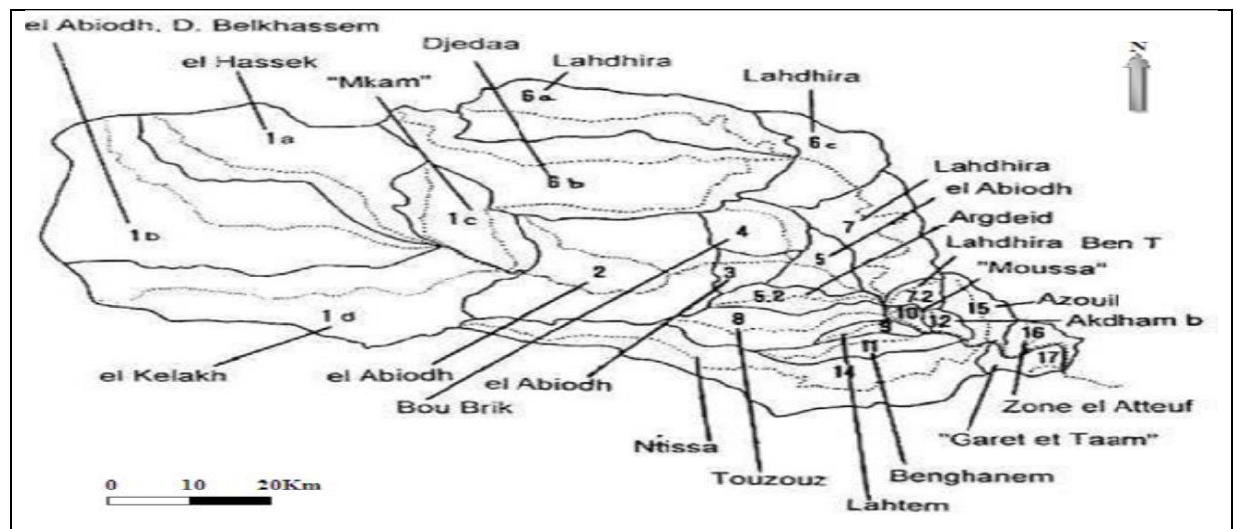 el Abiodh, D. Belkhassem
el Hassek
"Mkam"
Djedaa
Lahdhira
Lahdhira
N
6a
1a
6c
Lahdhira
el Abiodh
6b
Argdeid
1c
7
Lahdhira Ben T
1b
4
5
"Moussa"
2
3
5.2
7.2
15
Azouil
1d
8
10
12
Akdham b
9
16
11
17
14
el Kelakh
el Abiodh
el Abiodh
Bou Brik
Zone el Atteuf
Ntissa
"Garet et Taam"
Touzouz
Benghanem
Lahtem
0 10 20Km